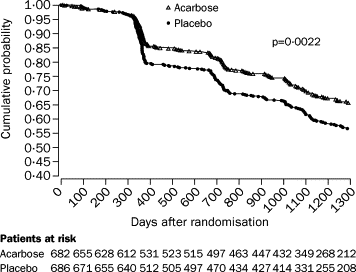 1·00
0·95
0·90
0·85
0·80
0·75
0·70
0·65
0·60
0·55
0·50
0·45
0·40
Cumulative probability
Acarbose
Placebo
p=0·0022
0 100 200 300 400 500 600 700 800 900 1000 1100 1200 1300
Days after randomisation
Patients at risk
Acarbose 682 655 628 612 531 523 515 497 463 447 432 349 268 212
Placebo 686 671 655 640 512 505 497 470 434 427 414 331 255 208